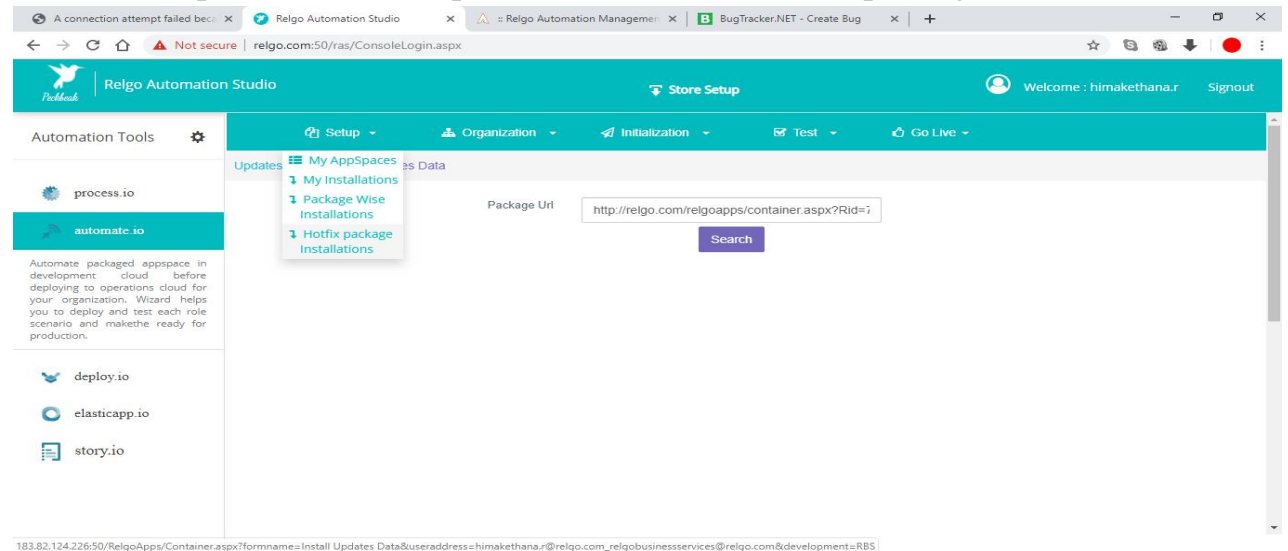 A connection attempt failed beca
Relgo Automation Studio
:: Relgo Automation Managemen
BugTracker.NET - Create Bug
Not secure | relgo.com:50/ras/ConsoleLogin.aspx
Peckbeak
Relgo Automation Studio
Store Setup
Welcome : himakethana.r
Signout
Automation Tools
Setup
Organization
Initialization
Test
Go Live
Updates
es Data
My AppSpaces
My Installations
Package Wise
Installations
Hotfix package
Installations
Package Url
http://relgo.com/relgoapps/container.aspx?Rid=7
Search
process.io
automate.io
Automate packaged appspace in
development cloud before
deploying to operations cloud for
your organization. Wizard helps
you to deploy and test each role
scenario and makethe ready for
production.
deploy.io
elasticapp.io
story.io
183.82.124.226:50/RelgoApps/Container.aspx?formname=Install Updates Data&useraddress=himakethana.r@relgo.com_relgobusinessservices@relgo.com&development=RBS